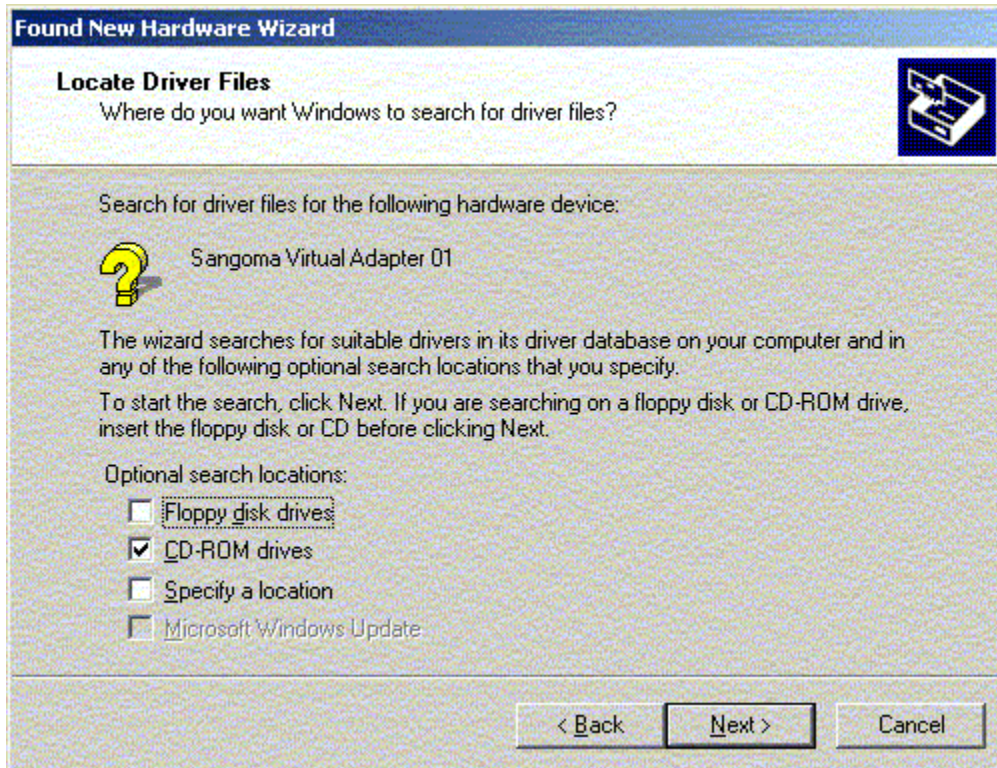 Found New Hardware Wizard
Locate Driver Files
Where do you want Windows to search for driver files?
Search for driver files for the following hardware device:
Sangoma Virtual Adapter 01
The wizard searches for suitable drivers in its driver database on your computer and in
any of the following optional search locations that you specify.
To start the search, click Next. If you are searching on a floppy disk or CD-ROM drive,
insert the floppy disk or CD before clicking Next.
Optional search locations:
Floppy disk drives
CD-ROM drives
Specify a location
Microsoft Windows Update
< Back Next > Cancel